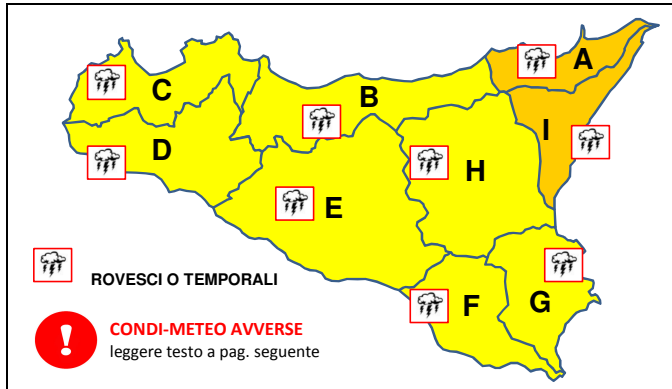 A
C
B
I
D
H
E
ROVESCI O TEMPORALI
F
G
CONDI-METEO AVVERSE
leggere testo a pag. seguente